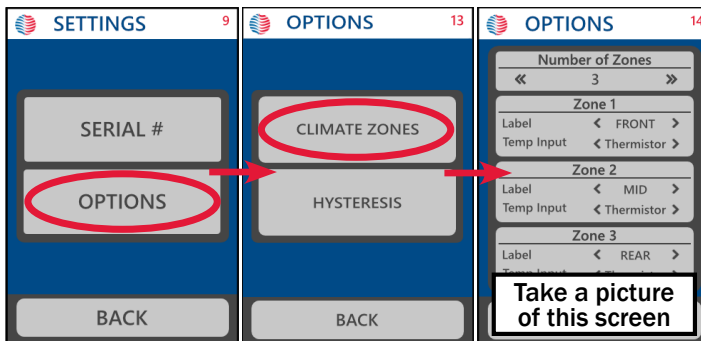 SETTINGS 9
SERIAL #
OPTIONS
BACK
OPTIONS 13
CLIMATE ZONES
HYSTERESIS
BACK
OPTIONS 14
Number of Zones
« 3 »
Zone 1
Label < FRONT >
Temp Input < Thermistor >
Zone 2
Label < MID >
Temp Input < Thermistor >
Zone 3
Label < REAR >
Take a picture
of this screen